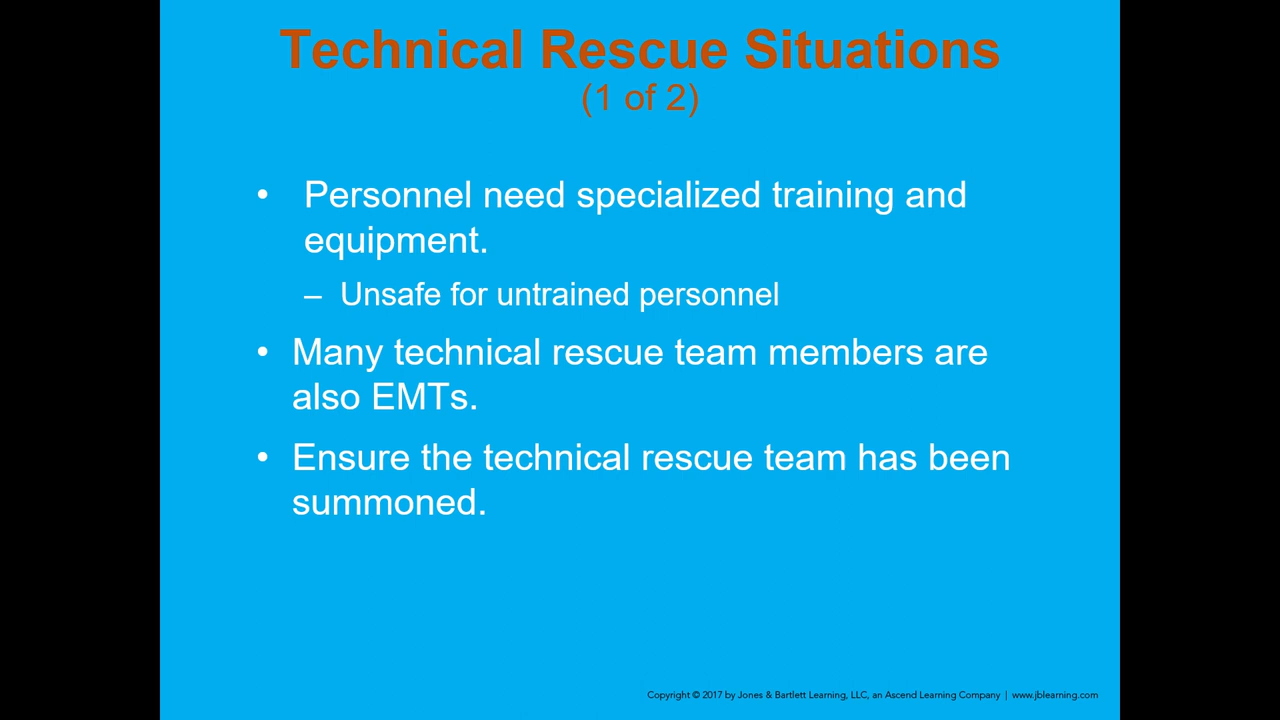 Technical Rescue Situations
(1 of 2)
• Personnel need specialized training and
equipment.
– Unsafe for untrained personnel
• Many technical rescue team members are
also EMTs.
• Ensure the technical rescue team has been
summoned.
Copyright © 2017 by Jones & Bartlett Learning, LLC, an Ascend Learning Company | www.jblearning.com